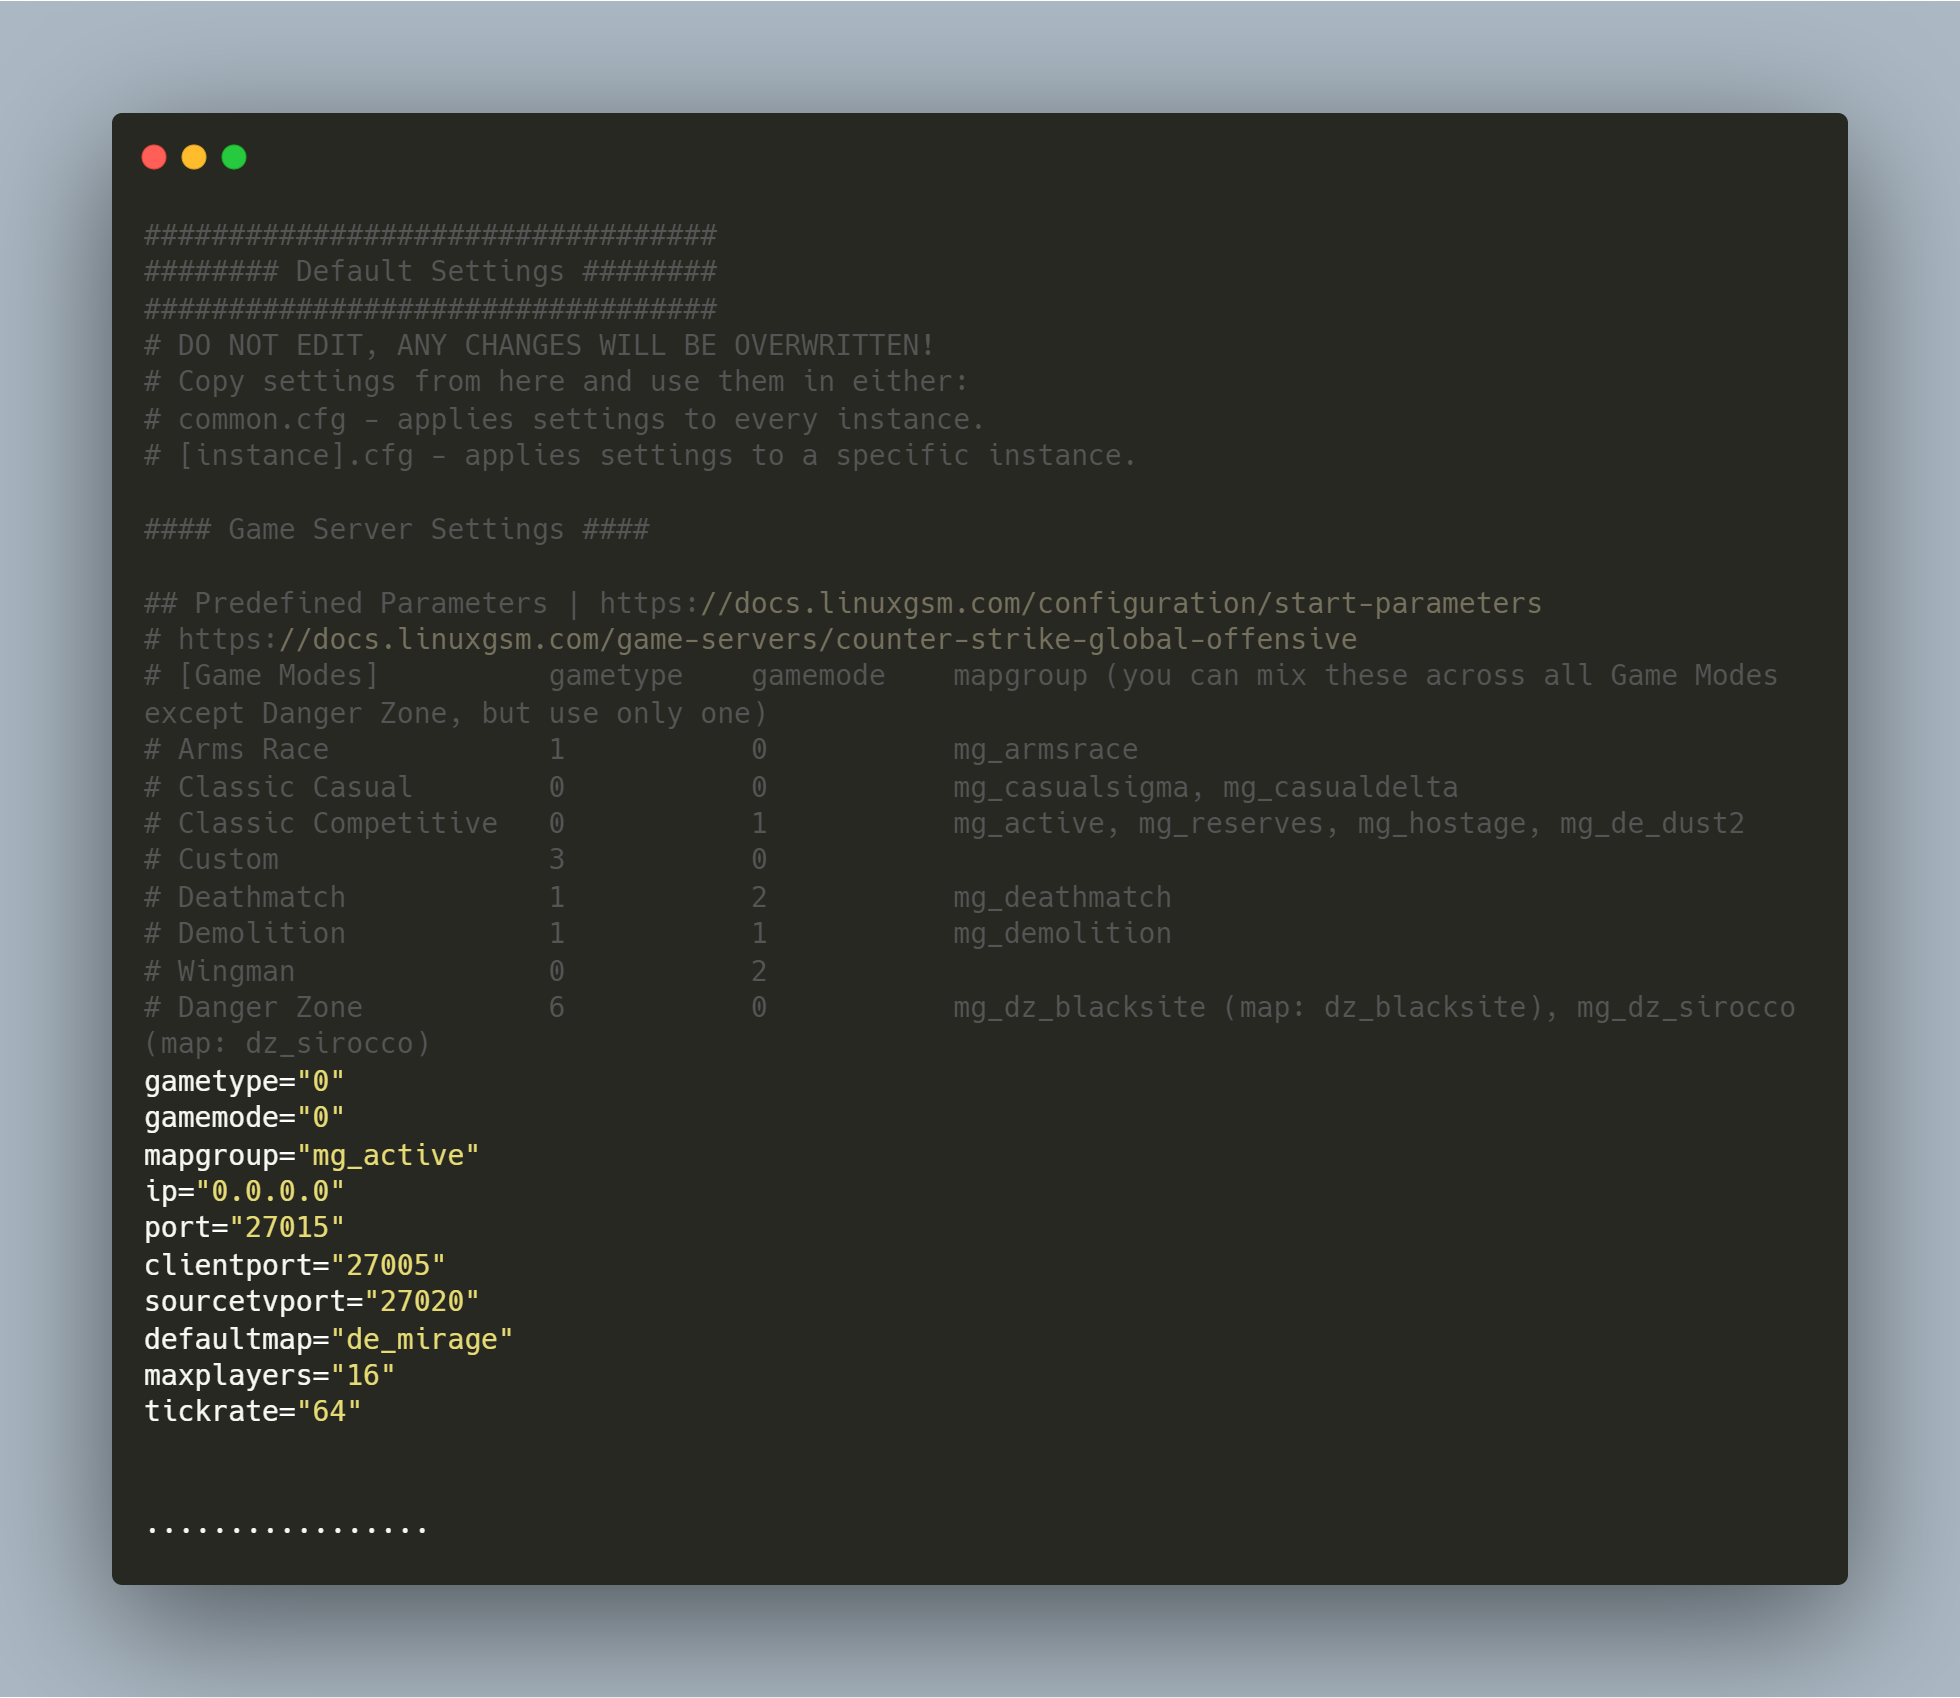 ##################################
######## Default Settings ########
##################################
# DO NOT EDIT, ANY CHANGES WILL BE OVERWRITTEN!
# Copy settings from here and use them in either:
# common.cfg - applies settings to every instance.
# [instance].cfg - applies settings to a specific instance.

#### Game Server Settings ####

## Predefined Parameters | https://docs.linuxgsm.com/configuration/start-parameters
# https://docs.linuxgsm.com/game-servers/counter-strike-global-offensive
# [Game Modes]          gametype    gamemode    mapgroup (you can mix these across all Game Modes
except Danger Zone, but use only one)
# Arms Race             1           0           mg_armsrace
# Classic Casual        0           0           mg_casualsigma, mg_casualdelta
# Classic Competitive   0           1           mg_active, mg_reserves, mg_hostage, mg_de_dust2
# Custom                3           0
# Deathmatch            1           2           mg_deathmatch
# Demolition            1           1           mg_demolition
# Wingman               0           2
# Danger Zone           6           0           mg_dz_blacksite (map: dz_blacksite), mg_dz_sirocco
(map: dz_sirocco)
gametype="0"
gamemode="0"
mapgroup="mg_active"
ip="0.0.0.0"
port="27015"
clientport="27005"
sourcetvport="27020"
defaultmap="de_mirage"
maxplayers="16"
tickrate="64"

.................